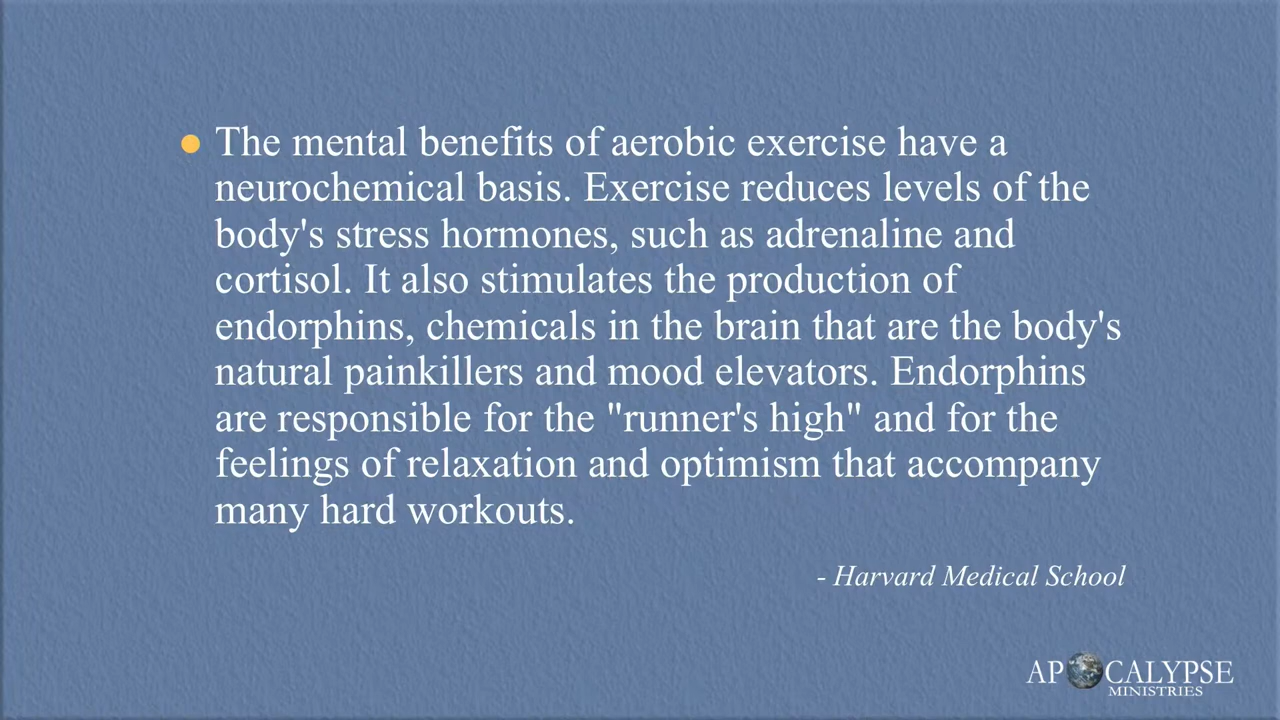 The mental benefits of aerobic exercise have a
neurochemical basis. Exercise reduces levels of the
body's stress hormones, such as adrenaline and
cortisol. It also stimulates the production of
endorphins, chemicals in the brain that are the body's
natural painkillers and mood elevators. Endorphins
are responsible for the "runner's high" and for the
feelings of relaxation and optimism that accompany
many hard workouts.
- Harvard Medical School
APOCALYPSE
MINISTRIES